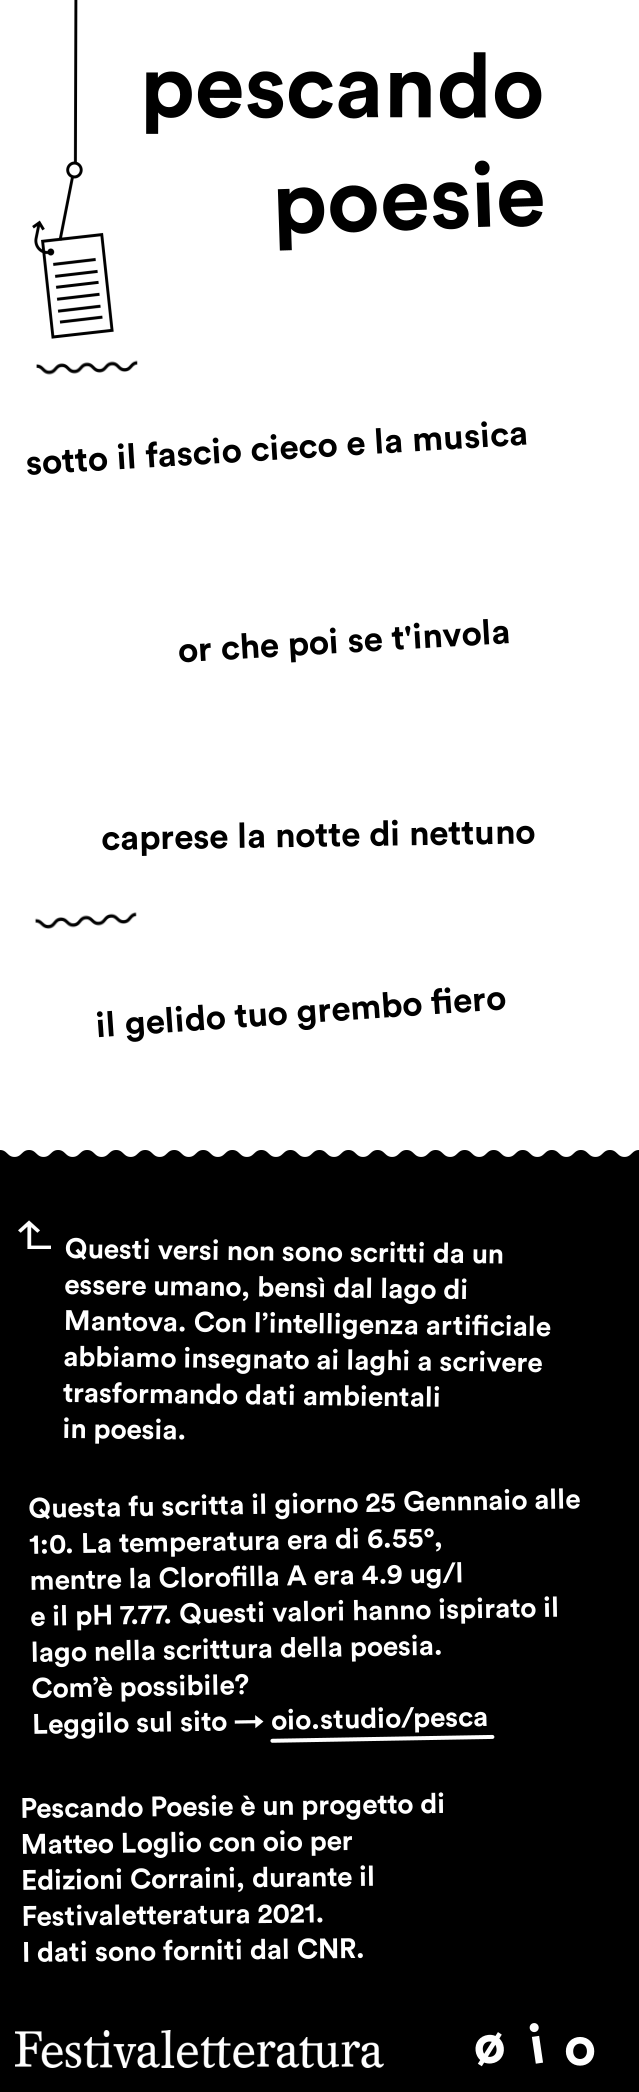 pescando
poesie
sotto il fascio cieco e la musica
or che poi se t'invola
caprese la notte di nettuno
il gelido tuo grembo fiero
Questi versi non sono scritti da un
essere umano, bensì dal lago di
Mantova. Con l’intelligenza artificiale
abbiamo insegnato ai laghi a scrivere
trasformando dati ambientali
in poesia.
Questa fu scritta il giorno 25 Gennnaio alle
1:0. La temperatura era di 6.55°,
mentre la Clorofilla A era 4.9 ug/l
e il pH 7.77. Questi valori hanno ispirato il
lago nella scrittura della poesia.
Com’è possibile?
Leggilo sul sito → oio.studio/pesca
Pescando Poesie è un progetto di
Matteo Loglio con oio per
Edizioni Corraini, durante il
Festivaletteratura 2021.
I dati sono forniti dal CNR.
Festivaletteratura
ø i o